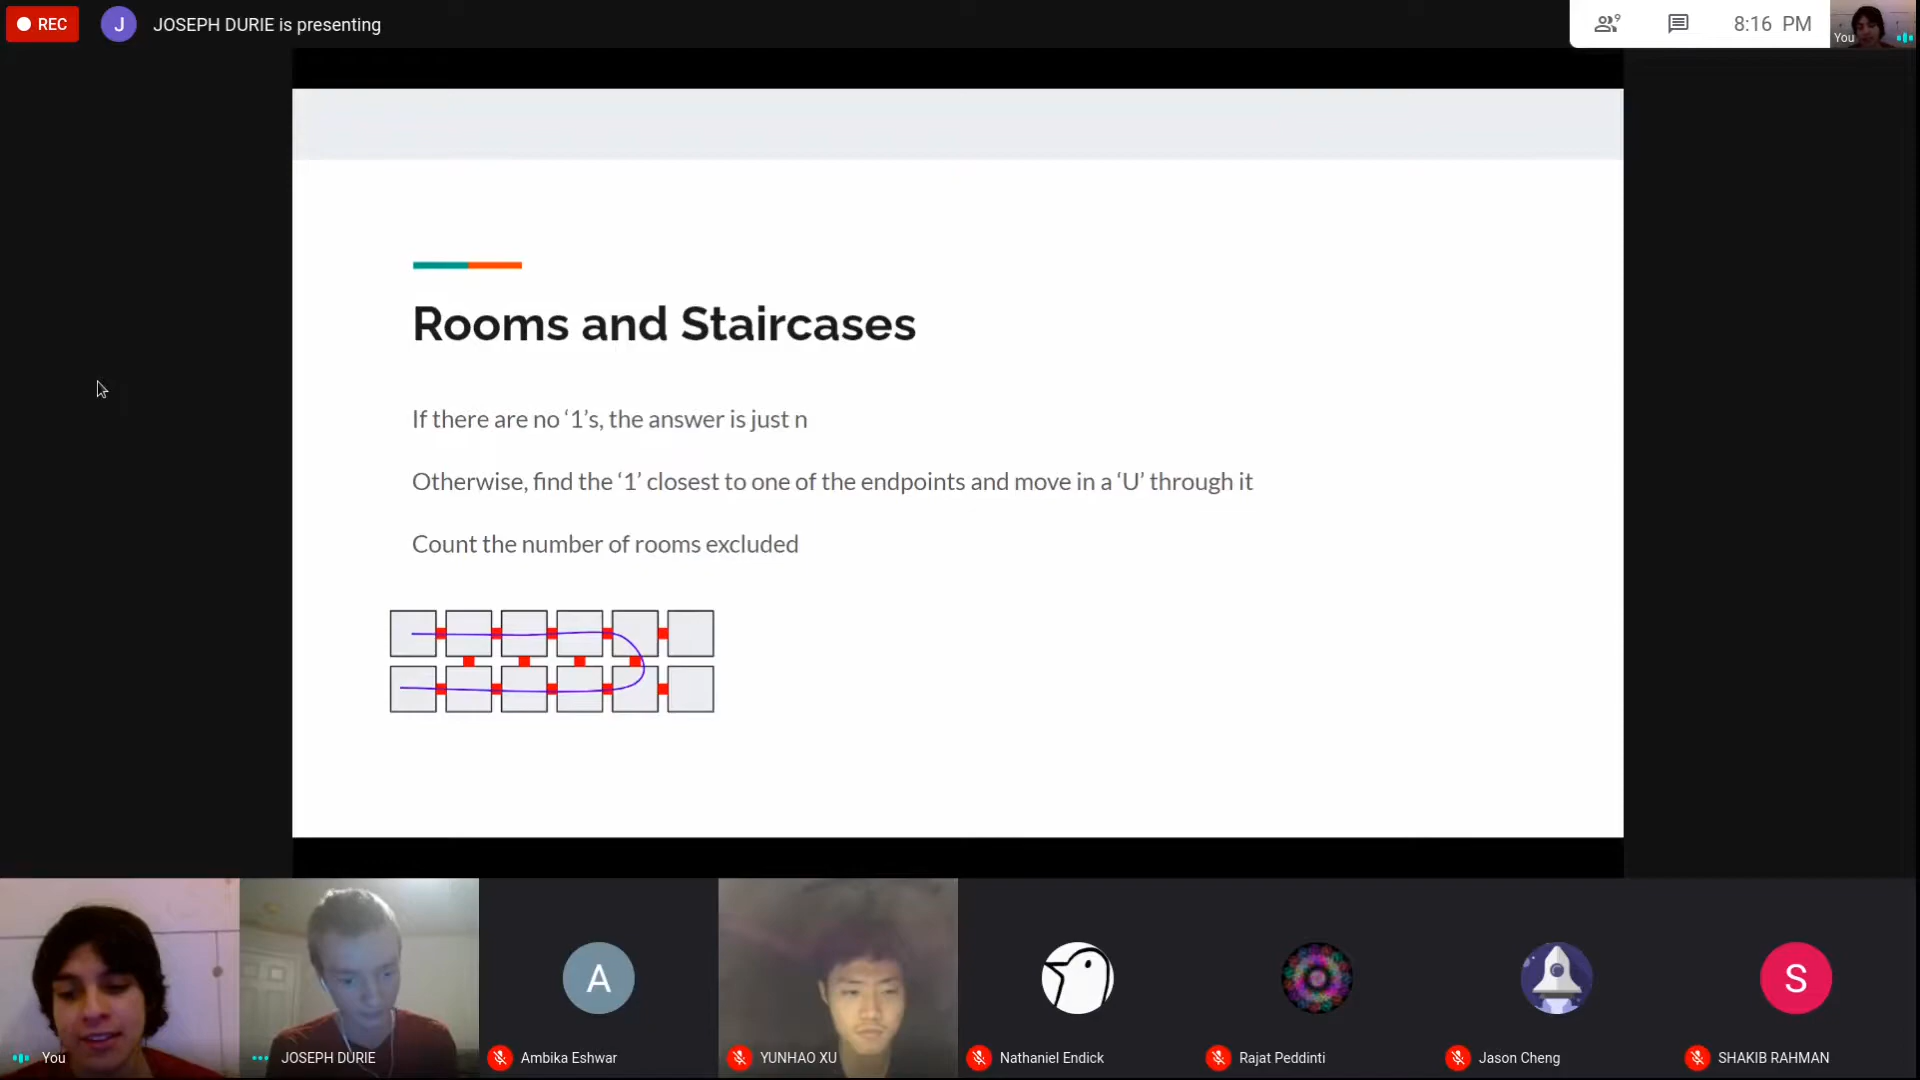 REC
J
JOSEPH DURIE is presenting
9
8:16 PM
You
Rooms and Staircases
If there are no ‘1’s, the answer is just n
Otherwise, find the ‘1’ closest to one of the endpoints and move in a ‘U’ through it
Count the number of rooms excluded
A
S
You
JOSEPH DURIE
Ambika Eshwar
YUNHAO XU
Nathaniel Endick
Rajat Peddinti
Jason Cheng
SHAKIB RAHMAN